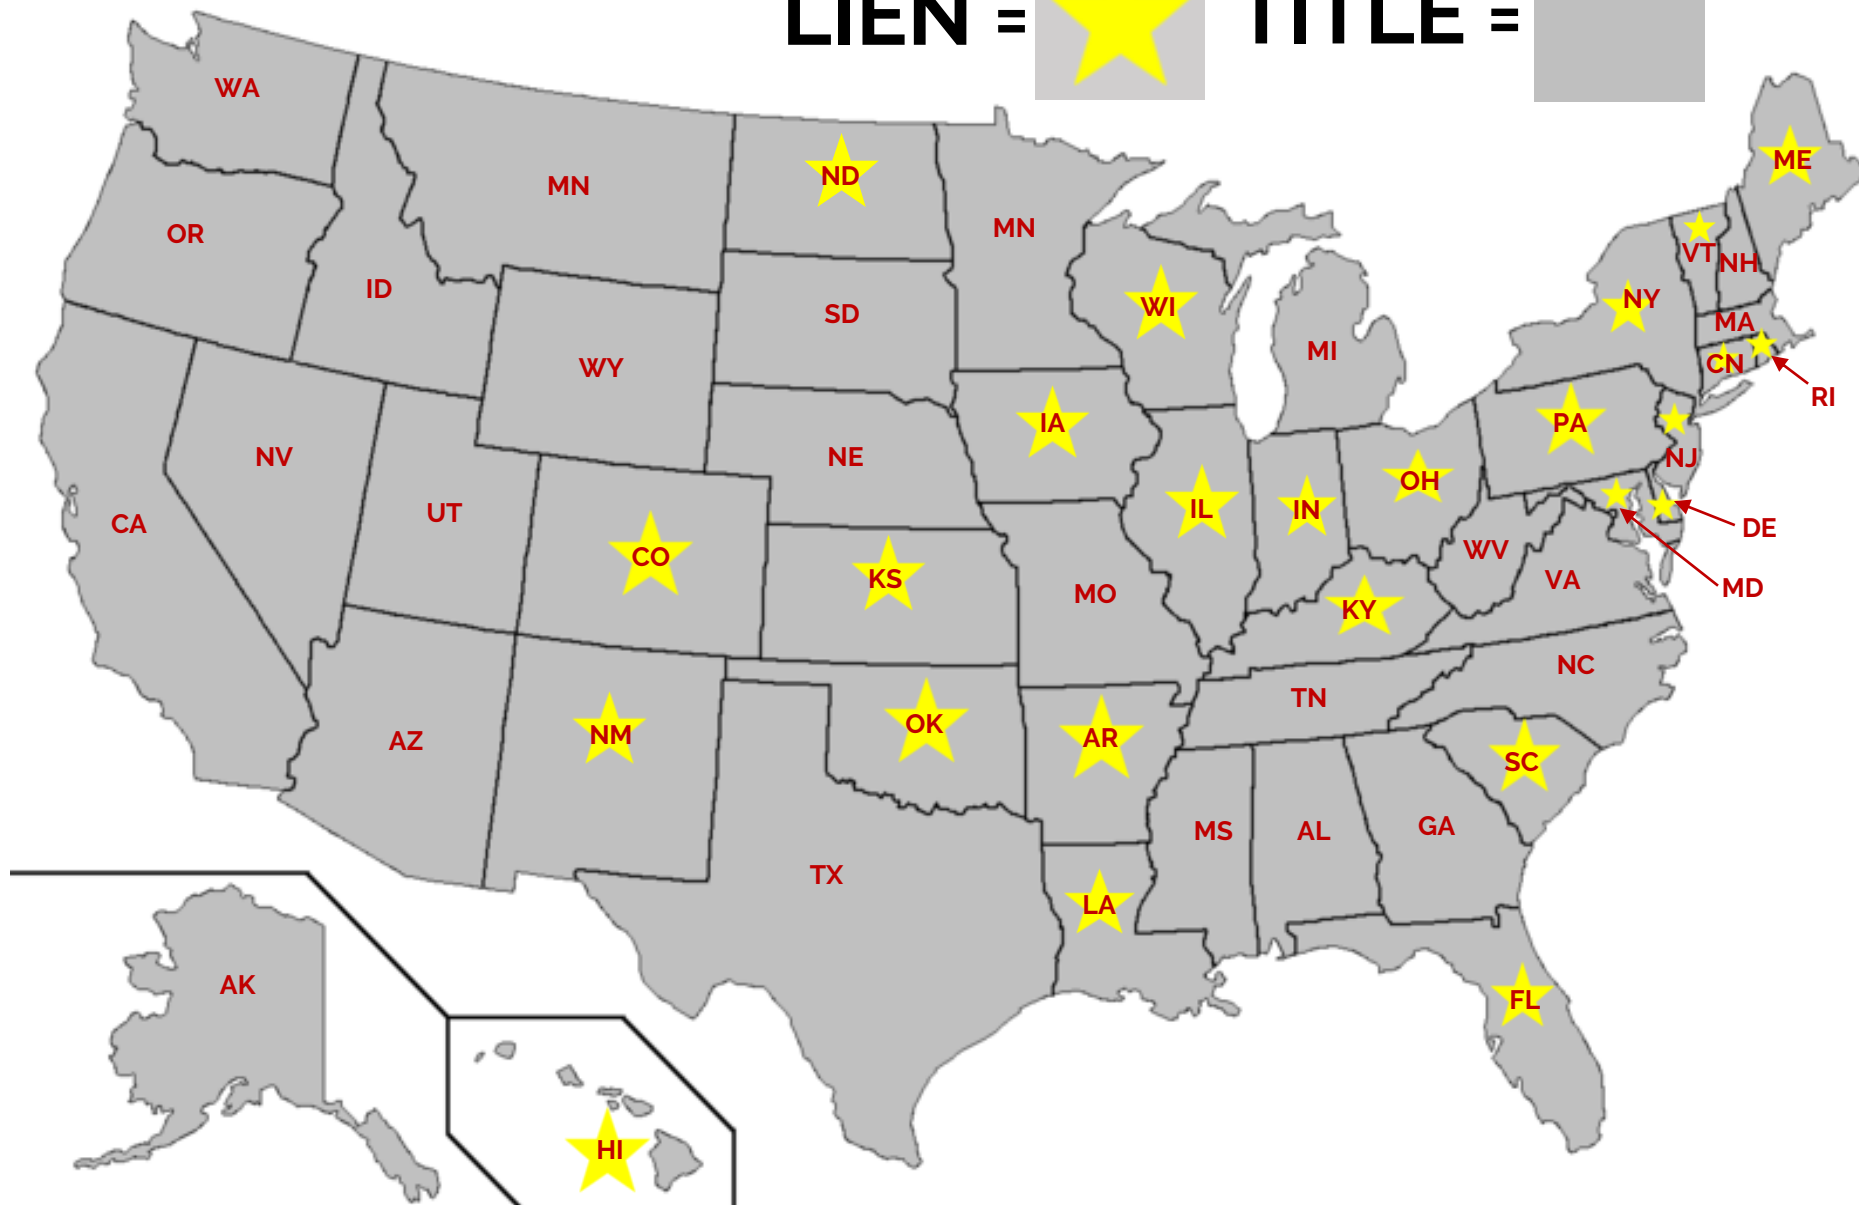 LIEN = TITLE =
WA
ME
ND
MN
MN
OR
VT
NH
ID
NY
WI
SD
MA
MI
CN
WY
RI
IA
PA
NV
NE
NJ
OH
UT
IL
IN
CA
DE
WV
CO
KS
VA
MD
MO
KY
NC
TN
NM
OK
AR
AZ
SC
GA
MS
AL
TX
LA
AK
FL
HI